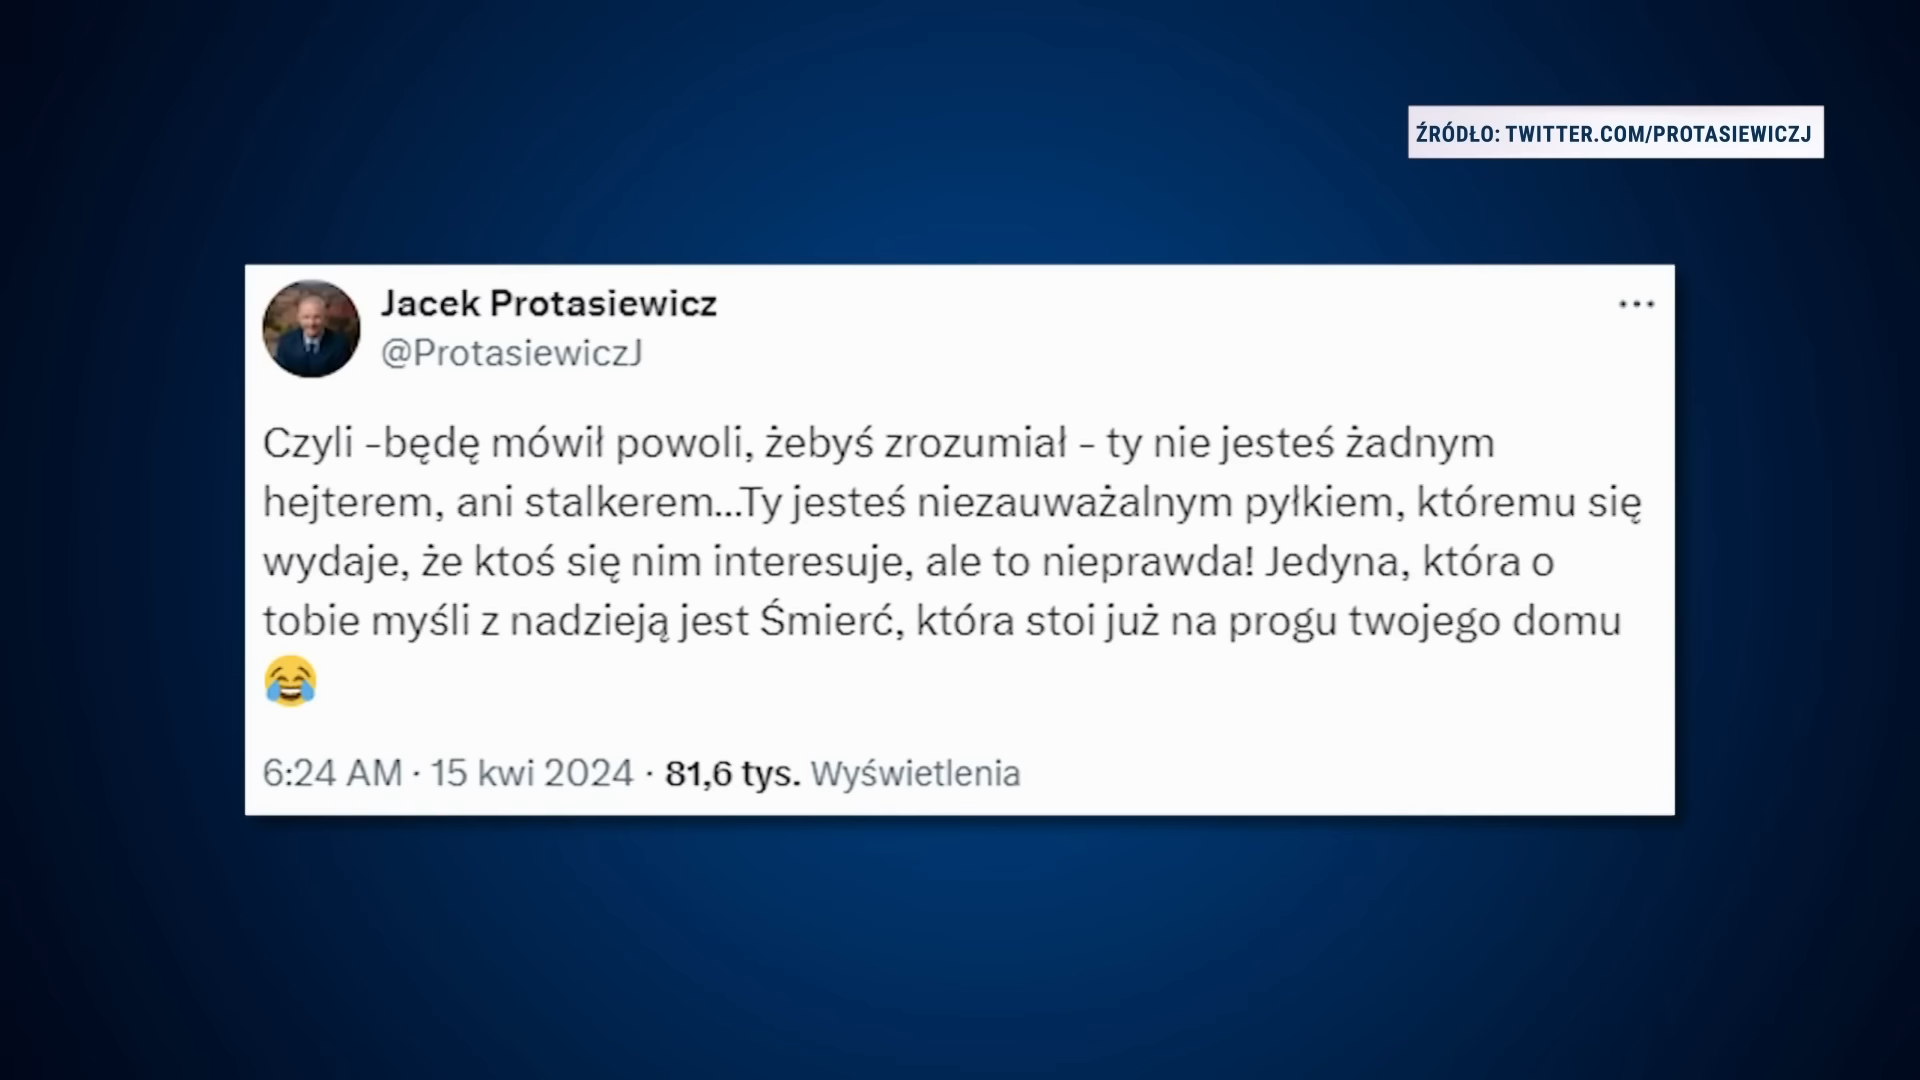 ŹRÓDŁO: TWITTER.COM/PROTASIEWICZJ
Jacek Protasiewicz
@ProtasiewiczJ
Czyli -będę mówił powoli, żebyś zrozumiał - ty nie jesteś żadnym
hejterem, ani stalkerem...Ty jesteś niezauważalnym pyłkiem, któremu się
wydaje, że ktoś się nim interesuje, ale to nieprawda! Jedyna, która o
tobie myśli z nadzieją jest Śmierć, która stoi już na progu twojego domu
😂
6:24 AM · 15 kwi 2024 · 81,6 tys. Wyświetlenia